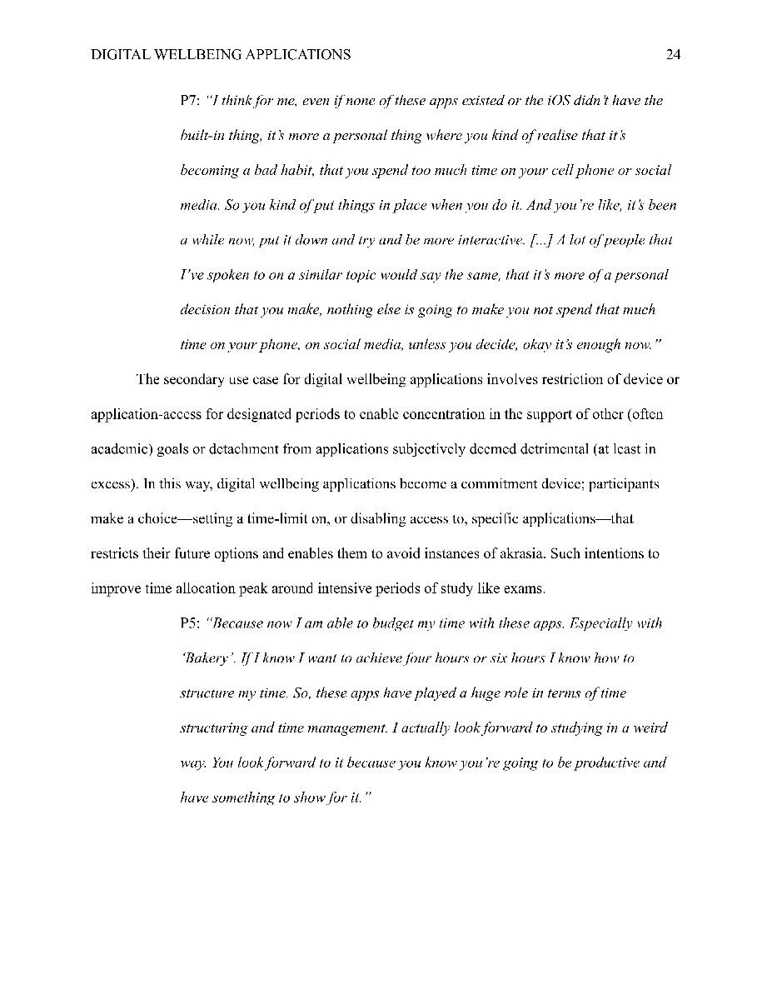 DIGITAL WELLBEING APPLICATIONS 24
P7: “I think for me, even if none of these apps existed or the iOS didn’t have the
built-in thing, it’s more a personal thing where you kind of realise that it’s
becoming a bad habit, that you spend too much time on your cell phone or social
media. So you kind of put things in place when you do it. And you’re like, it’s been
a while now, put it down and try and be more interactive. [...] A lot of people that
I’ve spoken to on a similar topic would say the same, that it’s more of a personal
decision that you make, nothing else is going to make you not spend that much
time on your phone, on social media, unless you decide, okay it’s enough now.”
The secondary use case for digital wellbeing applications involves restriction of device or
application-access for designated periods to enable concentration in the support of other (often
academic) goals or detachment from applications subjectively deemed detrimental (at least in
excess). In this way, digital wellbeing applications become a commitment device; participants
make a choice—setting a time-limit on, or disabling access to, specific applications—that
restricts their future options and enables them to avoid instances of akrasia. Such intentions to
improve time allocation peak around intensive periods of study like exams.
P5: “Because now I am able to budget my time with these apps. Especially with
‘Bakery’. If I know I want to achieve four hours or six hours I know how to
structure my time. So, these apps have played a huge role in terms of time
structuring and time management. I actually look forward to studying in a weird
way. You look forward to it because you know you’re going to be productive and
have something to show for it.”